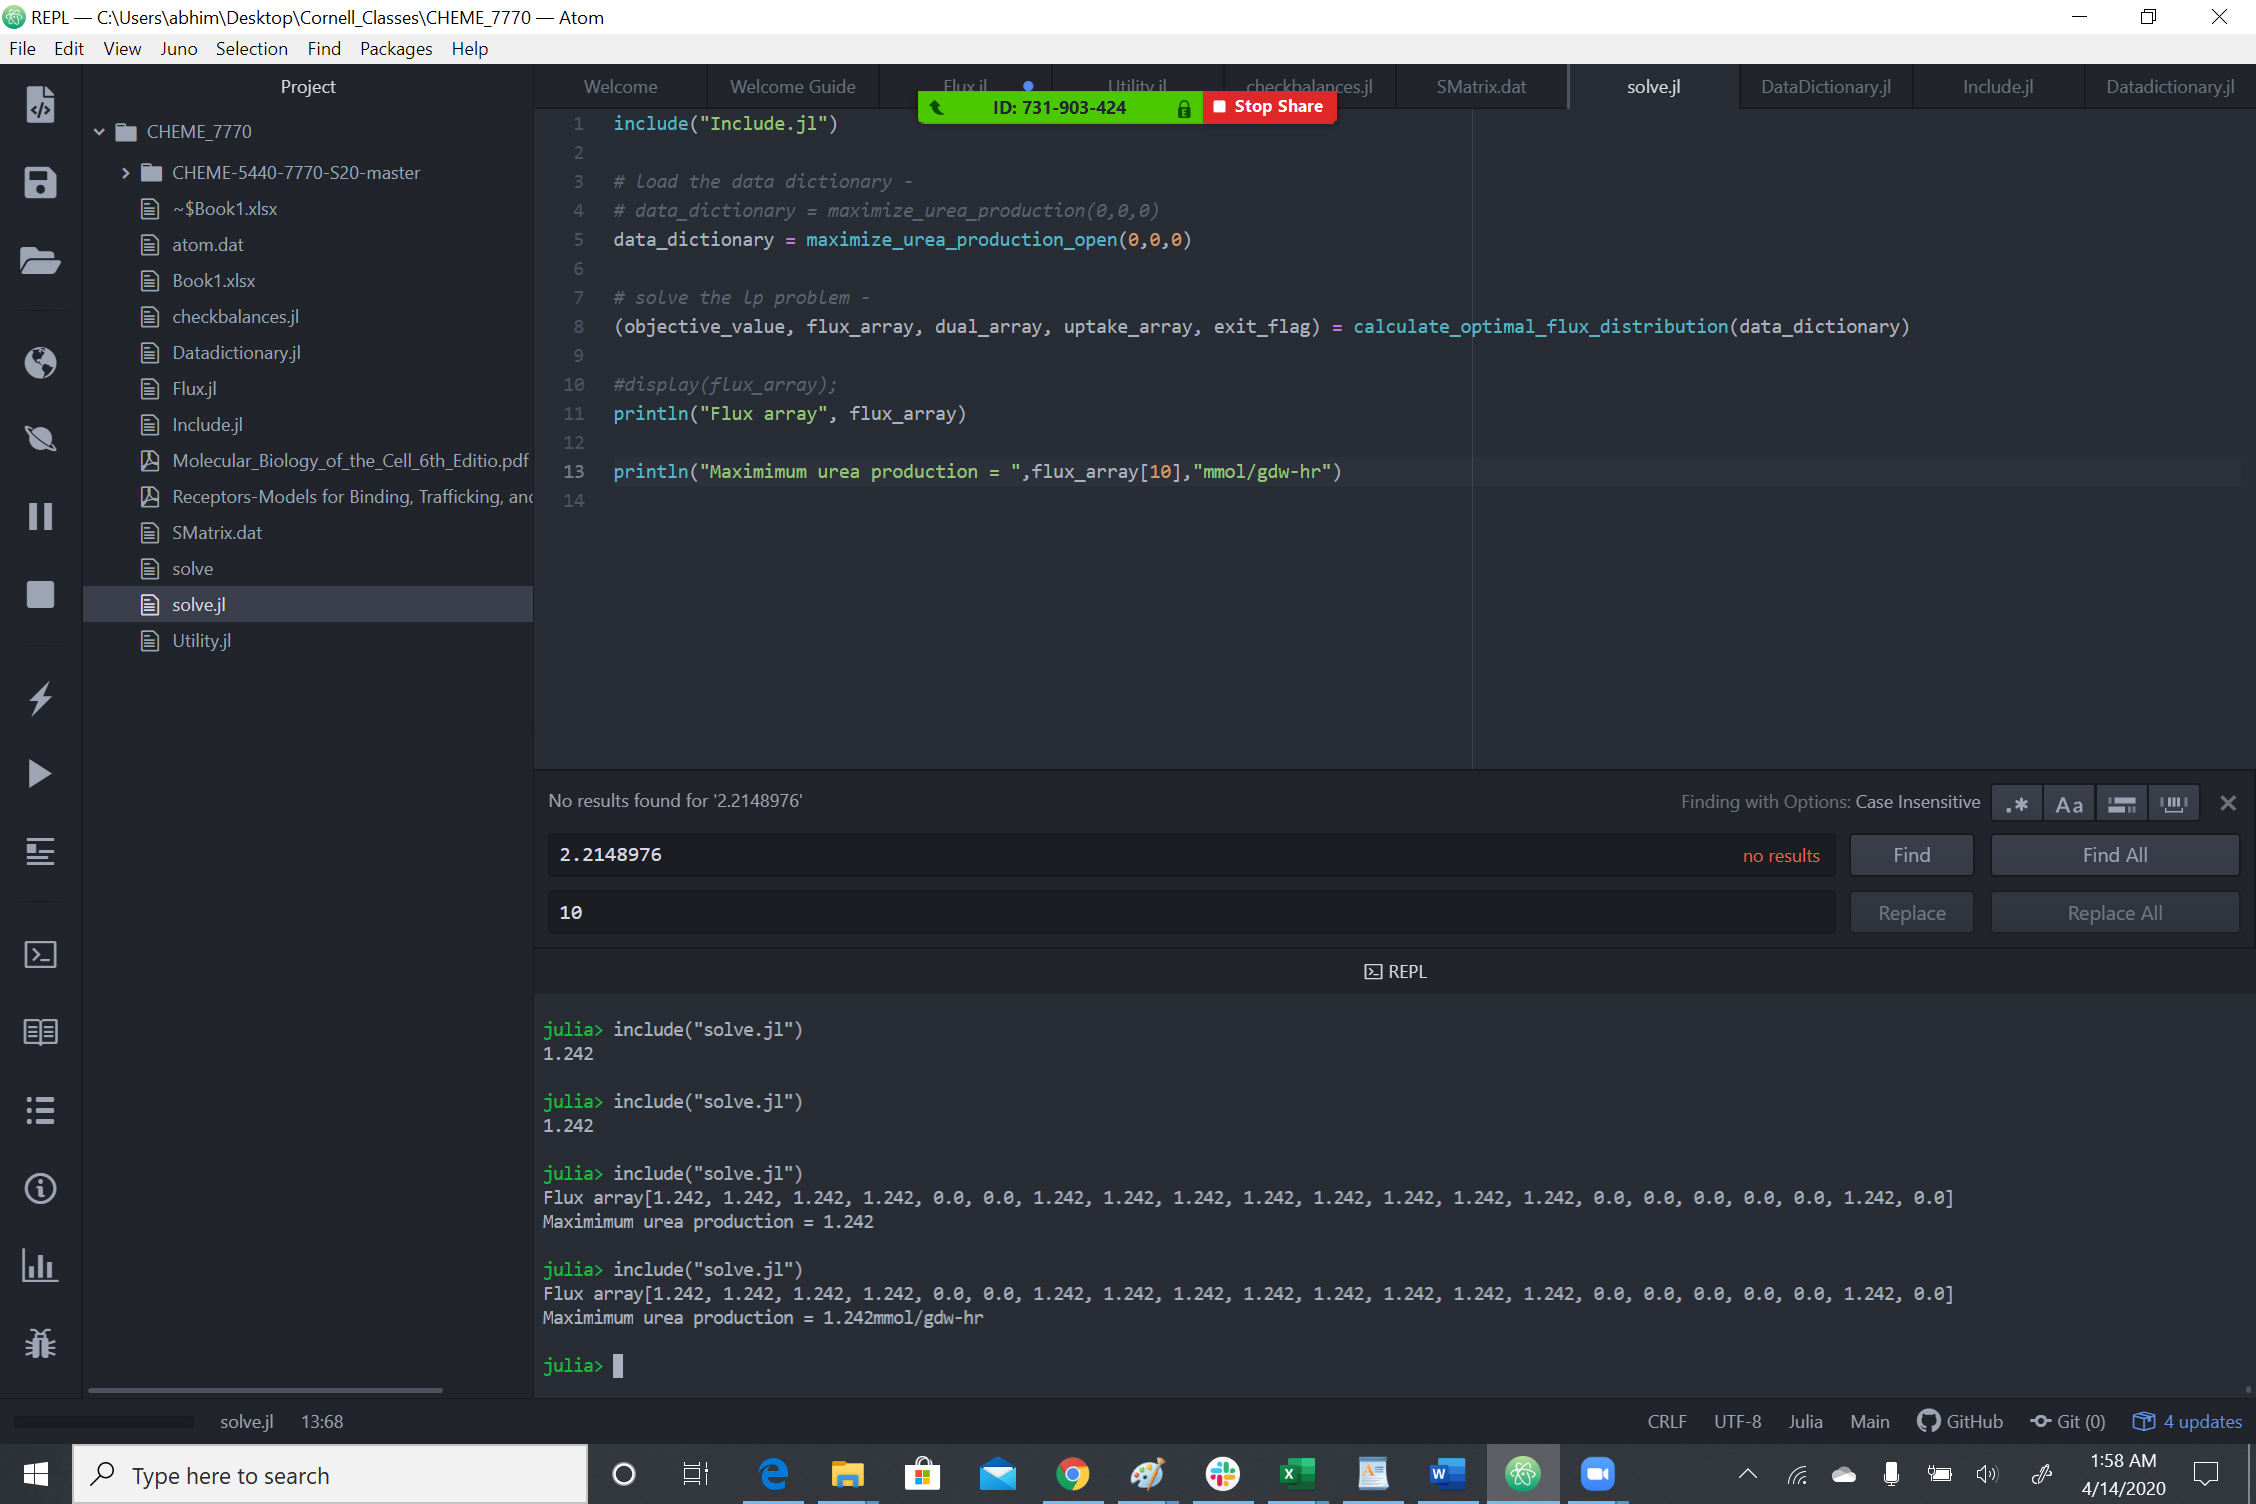 REPL — C:\Users\abhim\Desktop\Cornell_Classes\CHEME_7770 — Atom
File Edit View Juno Selection Find Packages Help
Project
Welcome Welcome Guide Flux.jl Utility.jl checkbalances.jl SMatrix.dat solve.jl DataDictionary.jl Include.jl Datadictionary.jl
ID: 731-903-424 Stop Share
CHEME_7770
CHEME-5440-7770-S20-master
~$Book1.xlsx
atom.dat
Book1.xlsx
checkbalances.jl
Datadictionary.jl
Flux.jl
Include.jl
Molecular_Biology_of_the_Cell_6th_Editio.pdf
Receptors-Models for Binding, Trafficking, and
SMatrix.dat
solve
solve.jl
Utility.jl
1 include("Include.jl")
2
3 # load the data dictionary -
4 # data_dictionary = maximize_urea_production(0,0,0)
5 data_dictionary = maximize_urea_production_open(0,0,0)
6
7 # solve the lp problem -
8 (objective_value, flux_array, dual_array, uptake_array, exit_flag) = calculate_optimal_flux_distribution(data_dictionary)
9
10 #display(flux_array);
11 println("Flux array", flux_array)
12
13 println("Maximimum urea production = ",flux_array[10],"mmol/gdw-hr")
14
No results found for '2.2148976'
Finding with Options: Case Insensitive
.* Aa
2.2148976 no results Find Find All
10 Replace Replace All
REPL
julia> include("solve.jl")
1.242
julia> include("solve.jl")
1.242
julia> include("solve.jl")
Flux array[1.242, 1.242, 1.242, 1.242, 0.0, 0.0, 1.242, 1.242, 1.242, 1.242, 1.242, 1.242, 1.242, 1.242, 0.0, 0.0, 0.0, 0.0, 0.0, 1.242, 0.0]
Maximimum urea production = 1.242
julia> include("solve.jl")
Flux array[1.242, 1.242, 1.242, 1.242, 0.0, 0.0, 1.242, 1.242, 1.242, 1.242, 1.242, 1.242, 1.242, 1.242, 0.0, 0.0, 0.0, 0.0, 0.0, 1.242, 0.0]
Maximimum urea production = 1.242mmol/gdw-hr
julia>
solve.jl 13:68
CRLF UTF-8 Julia Main GitHub Git (0) 4 updates
Type here to search
1:58 AM
4/14/2020